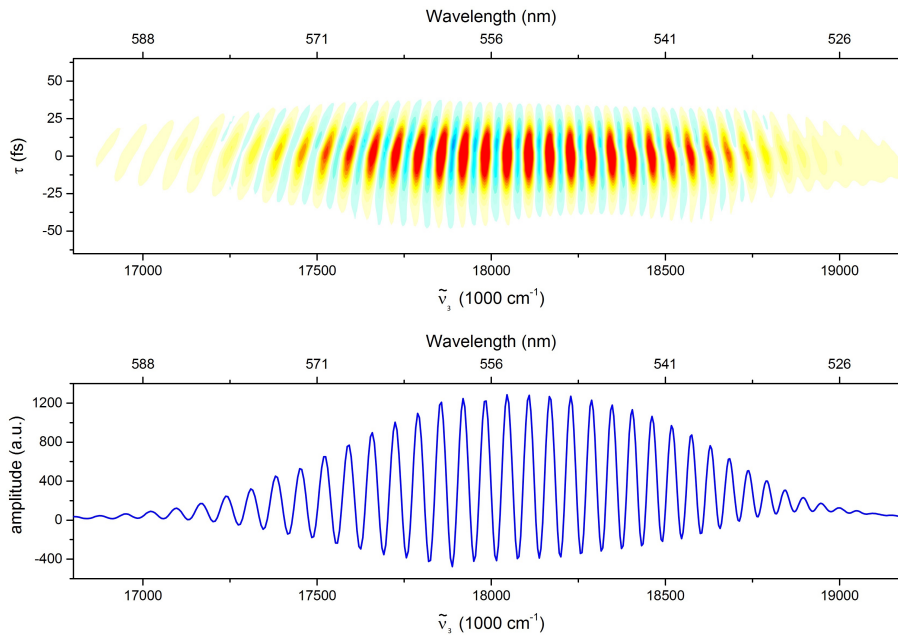 Wavelength (nm)
588 571 556 541 526
50
25
0
-25
-50
τ (fs)
17000 17500 18000 18500 19000
ν̃₃ (1000 cm⁻¹)
Wavelength (nm)
588 571 556 541 526
1200
800
400
0
-400
amplitude (a.u.)
17000 17500 18000 18500 19000
ν̃₃ (1000 cm⁻¹)